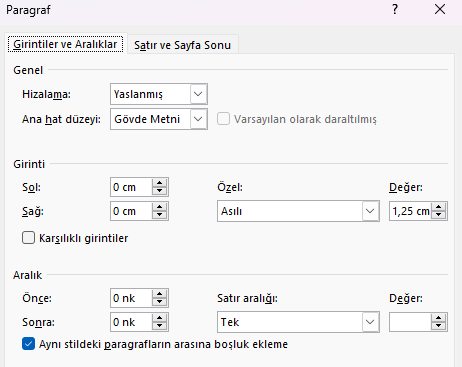 Paragraf ? ×
Girintiler ve Aralıklar Satır ve Sayfa Sonu
Genel
Hizalama: Yaslanmış
Ana hat düzeyi: Gövde Metni Varsayılan olarak daraltılmış
Girinti
Sol: 0 cm Özel: Değer:
Sağ: 0 cm Asılı 1,25 cm
Karşılıklı girintiler
Aralık
Önce: 0 nk Satır aralığı: Değer:
Sonra: 0 nk Tek
Aynı stildeki paragrafların arasına boşluk ekleme